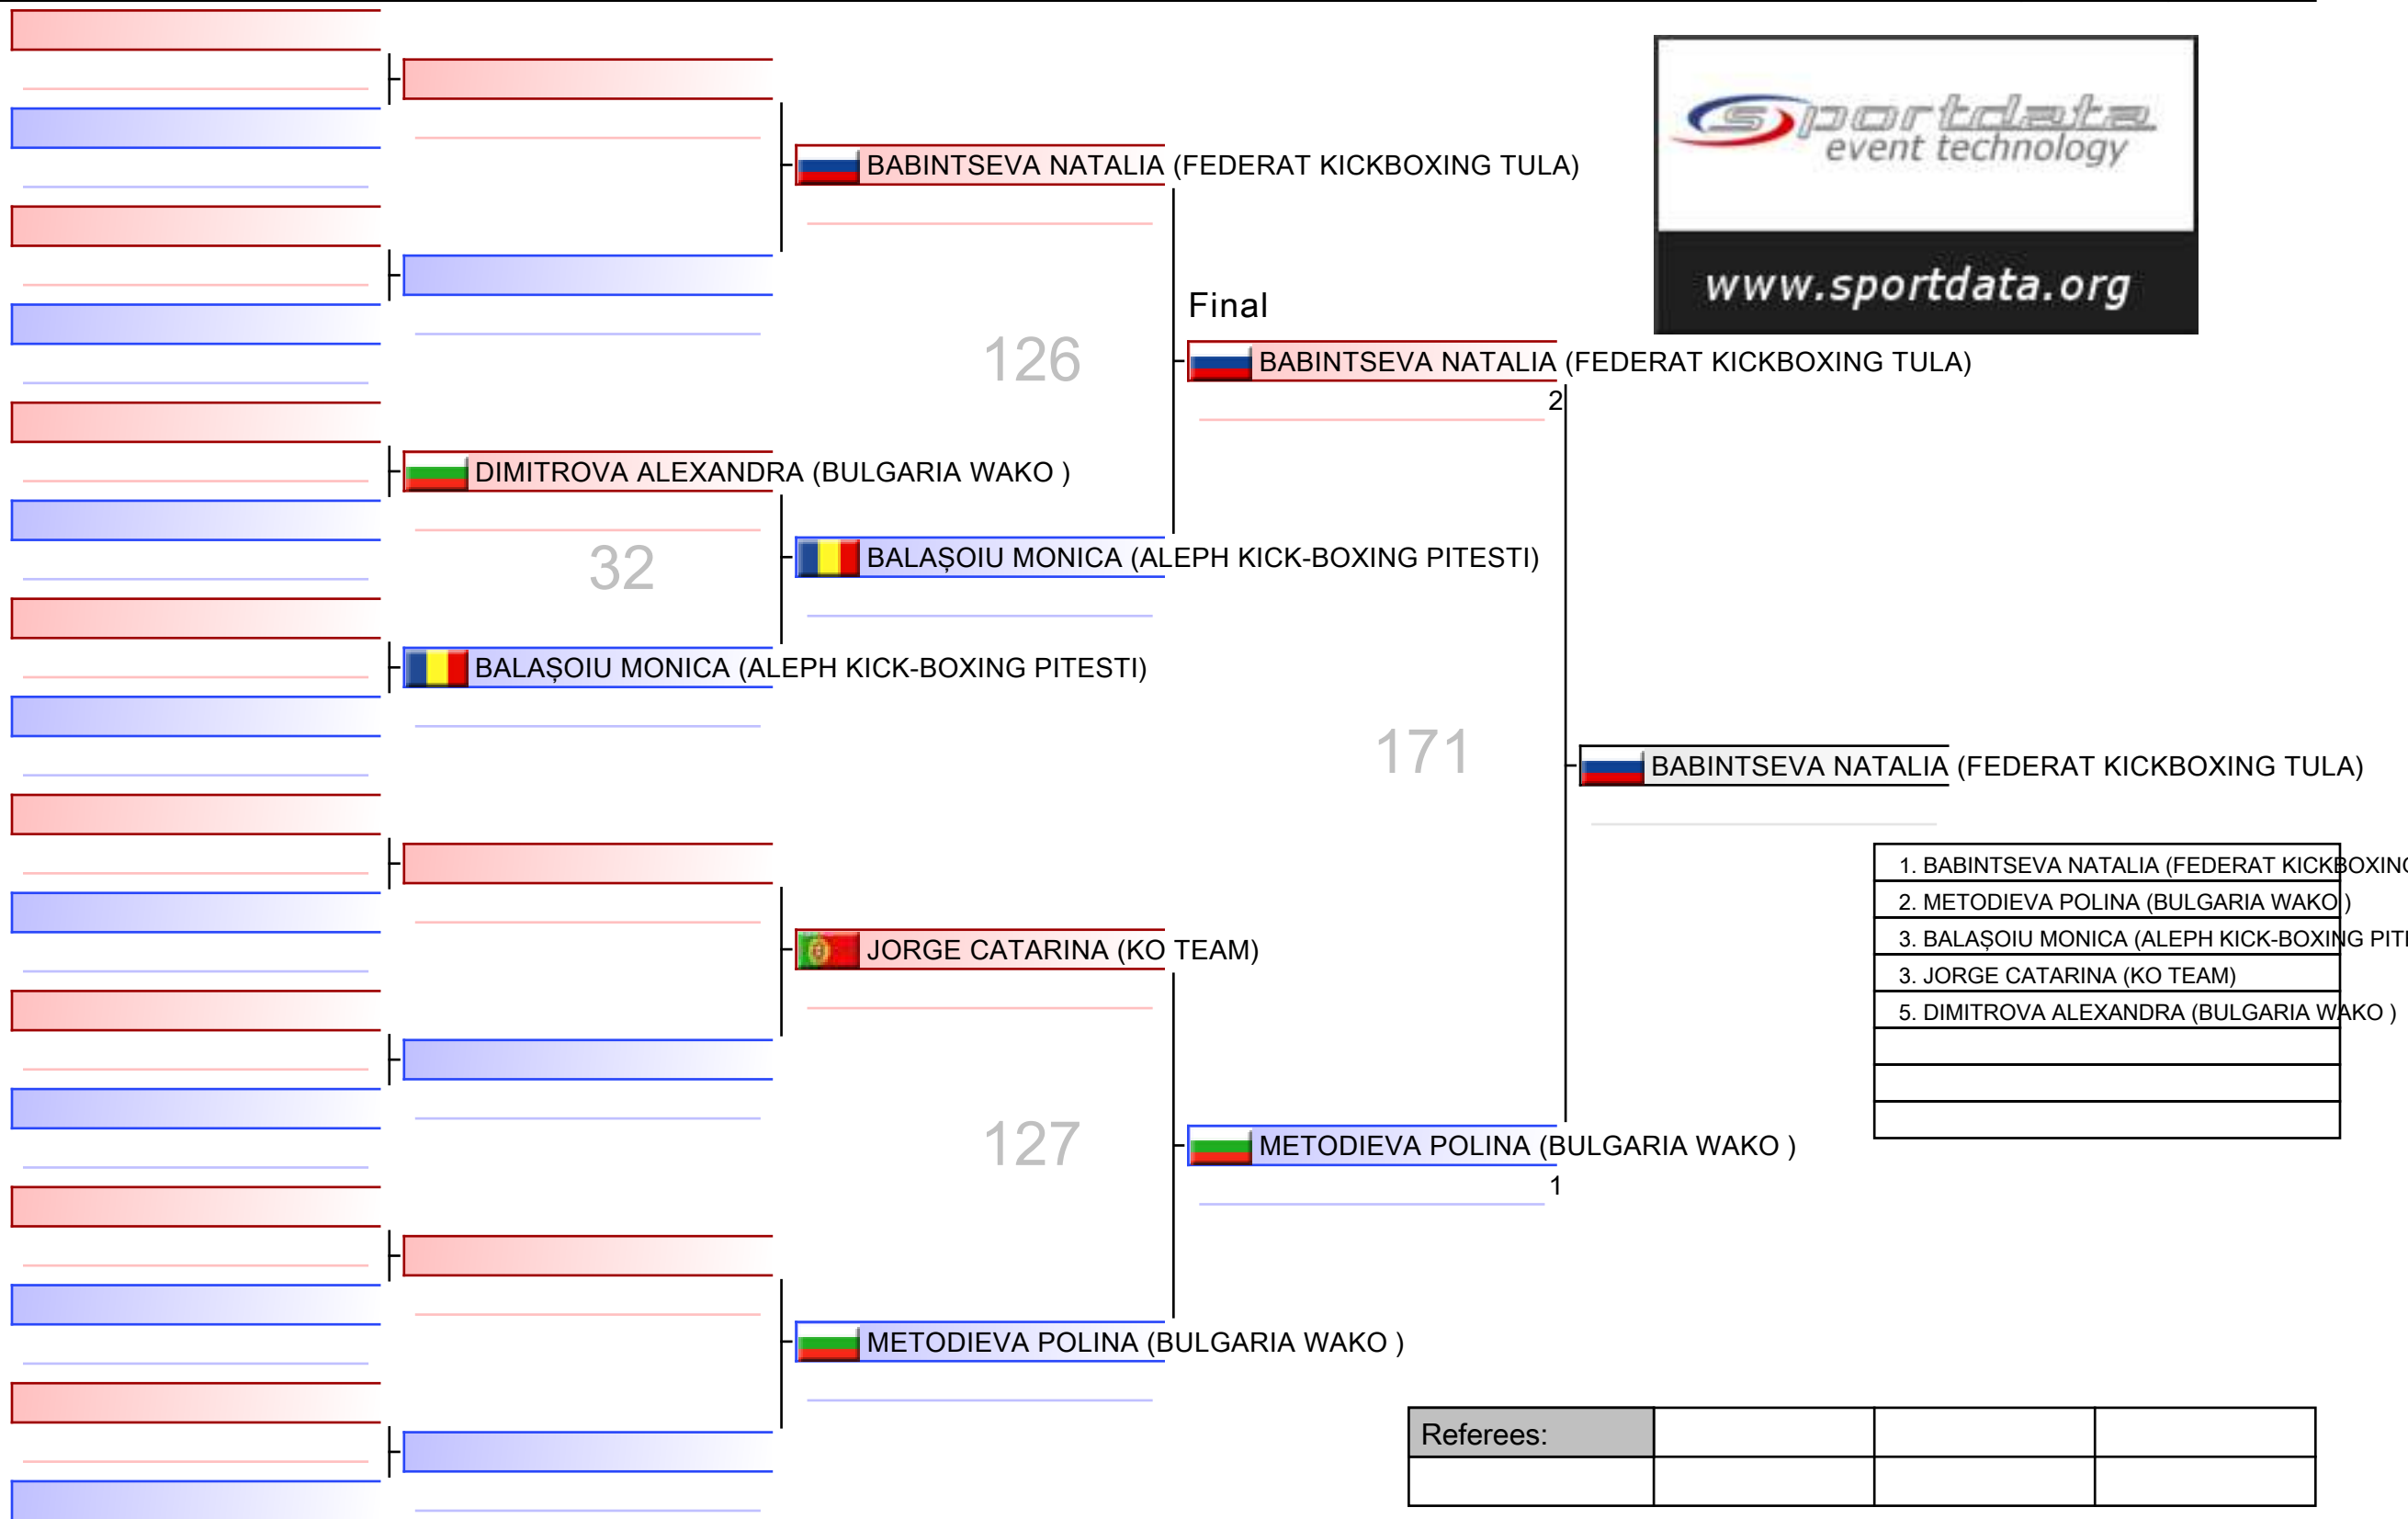 sportdata
event technology
www.sportdata.org
BABINTSEVA NATALIA (FEDERAT KICKBOXING TULA)
126
Final
BABINTSEVA NATALIA (FEDERAT KICKBOXING TULA)
2
DIMITROVA ALEXANDRA (BULGARIA WAKO )
32
BALAȘOIU MONICA (ALEPH KICK-BOXING PITESTI)
BALAȘOIU MONICA (ALEPH KICK-BOXING PITESTI)
171
BABINTSEVA NATALIA (FEDERAT KICKBOXING TULA)
1. BABINTSEVA NATALIA (FEDERAT KICKBOXING
2. METODIEVA POLINA (BULGARIA WAKO )
3. BALAȘOIU MONICA (ALEPH KICK-BOXING PIT
3. JORGE CATARINA (KO TEAM)
5. DIMITROVA ALEXANDRA (BULGARIA WAKO )
JORGE CATARINA (KO TEAM)
127
METODIEVA POLINA (BULGARIA WAKO )
1
METODIEVA POLINA (BULGARIA WAKO )
Referees: